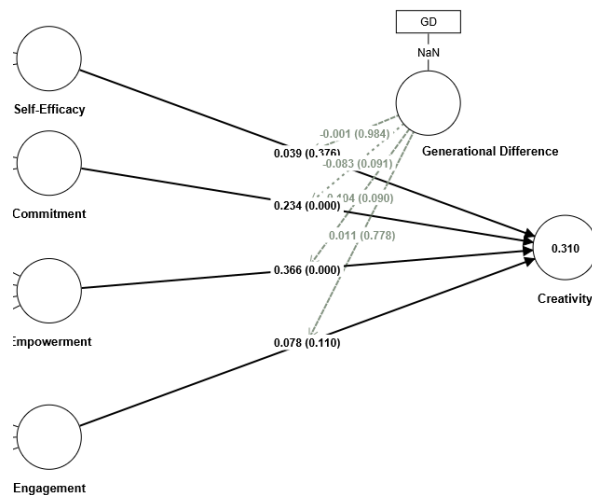 GD
NaN
Self-Efficacy
-0.001 (0.984)
Generational Difference
0.039 (0.376)
-0.083 (0.091)
Commitment
0.234 (0.000)
(0.090)
0.011 (0.778)
0.310
0.366 (0.000)
Creativity
Empowerment
0.078 (0.110)
Engagement